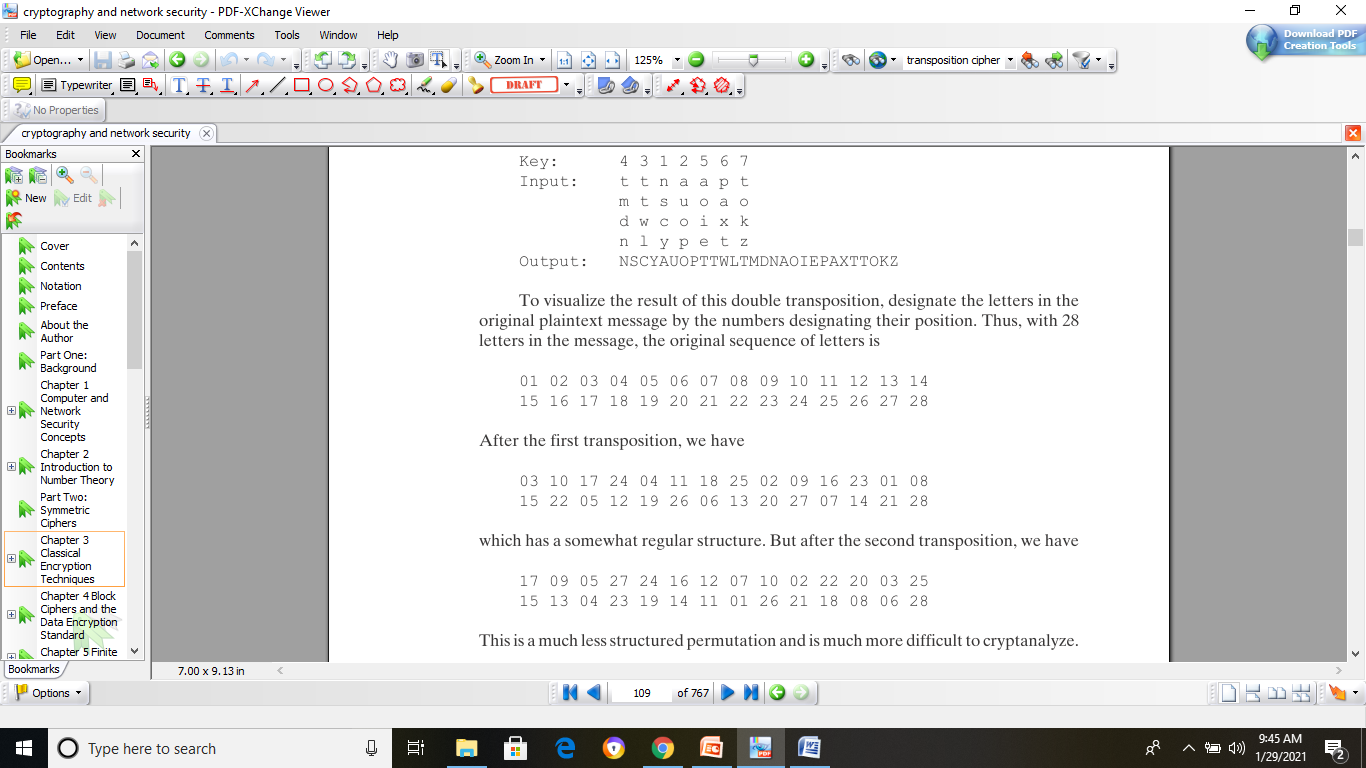 cryptography and network security - PDF-XChange Viewer
File Edit View Document Comments Tools Window Help
Open... Zoom In 125% transposition cipher
Download PDF
Creation Tools
Typewriter DRAFT
No Properties
cryptography and network security
Bookmarks
New Edit
Cover
Contents
Notation
Preface
About the
Author
Part One:
Background
Chapter 1
Computer and
Network
Security
Concepts
Chapter 2
Introduction to
Number Theory
Part Two:
Symmetric
Ciphers
Chapter 3
Classical
Encryption
Techniques
Chapter 4 Block
Ciphers and the
Data Encryption
Standard
Chapter 5 Finite
Bookmarks
Key: 4 3 1 2 5 6 7
Input: t t n a a p t
m t s u o a o
d w c o i x k
n l y p e t z
Output: NSCYAUOPTTWLTMDNAOIEPAXTTOKZ
To visualize the result of this double transposition, designate the letters in the
original plaintext message by the numbers designating their position. Thus, with 28
letters in the message, the original sequence of letters is
01 02 03 04 05 06 07 08 09 10 11 12 13 14
15 16 17 18 19 20 21 22 23 24 25 26 27 28
After the first transposition, we have
03 10 17 24 04 11 18 25 02 09 16 23 01 08
15 22 05 12 19 26 06 13 20 27 07 14 21 28
which has a somewhat regular structure. But after the second transposition, we have
17 09 05 27 24 16 12 07 10 02 22 20 03 25
15 13 04 23 19 14 11 01 26 21 18 08 06 28
This is a much less structured permutation and is much more difficult to cryptanalyze.
7.00 x 9.13 in
Options 109 of 767
Type here to search
9:45 AM
1/29/2021
2